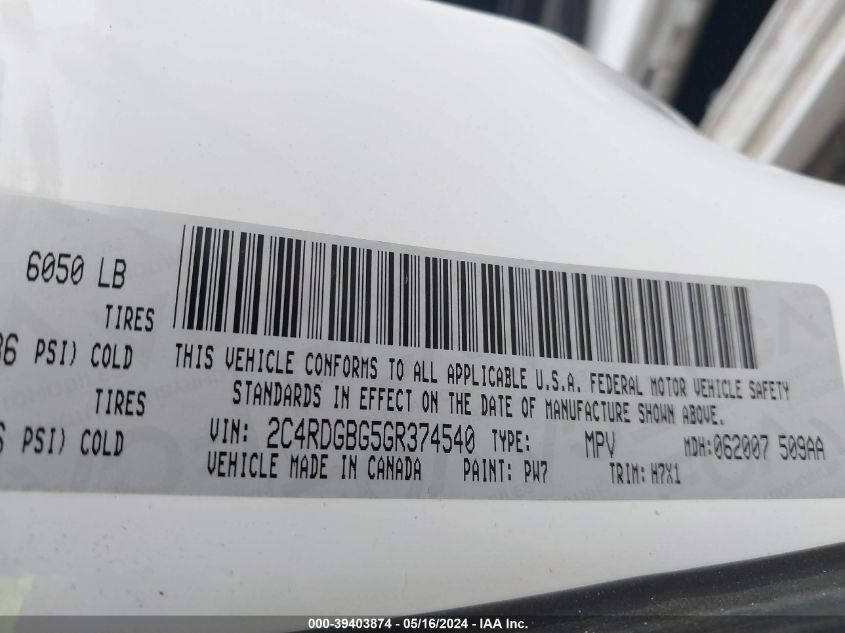 6050 LB
TIRES
PSI) COLD
TIRES
PSI) COLD
THIS VEHICLE CONFORMS TO ALL APPLICABLE U.S.A. FEDERAL MOTOR VEHICLE SAFETY
STANDARDS IN EFFECT ON THE DATE OF MANUFACTURE SHOWN ABOVE.
VIN: 2C4RDGBG5GR374540 TYPE: MPV MDH:062007 509AA
VEHICLE MADE IN CANADA PAINT: PW7 TRIM: H7X1
000-39403874 - 05/16/2024 - IAA Inc.